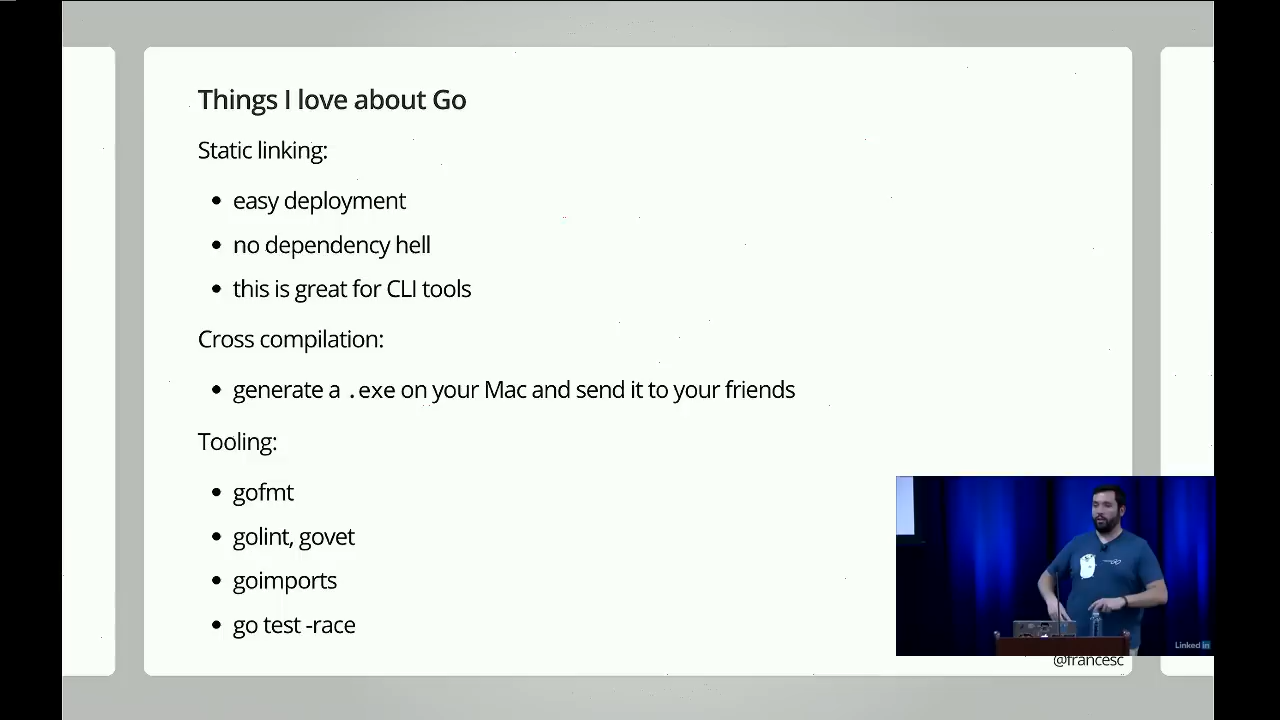 Things I love about Go
Static linking:
easy deployment
no dependency hell
this is great for CLI tools
Cross compilation:
generate a .exe on your Mac and send it to your friends
Tooling:
gofmt
golint, govet
goimports
go test -race
Linked in
@francesc